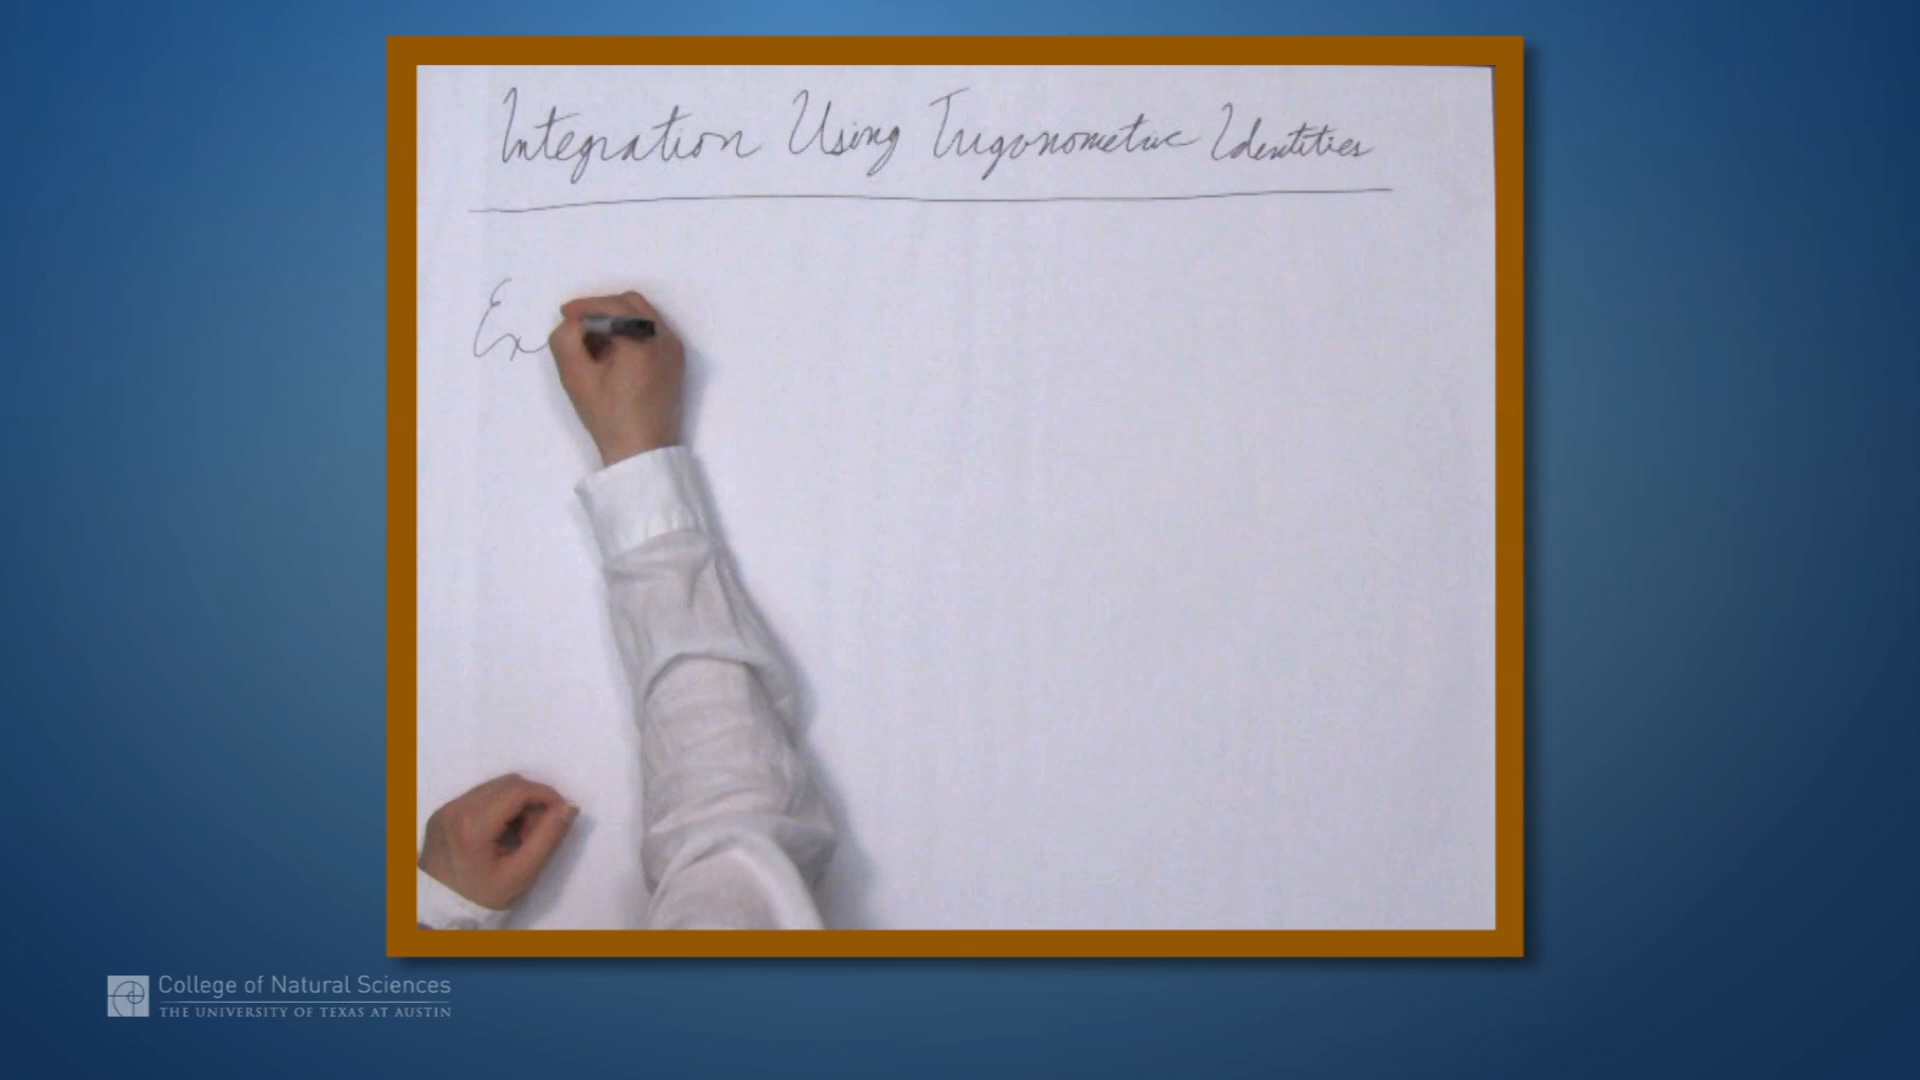 Integration Using Trigonometric Identities
Ex
College of Natural Sciences
THE UNIVERSITY OF TEXAS AT AUSTIN